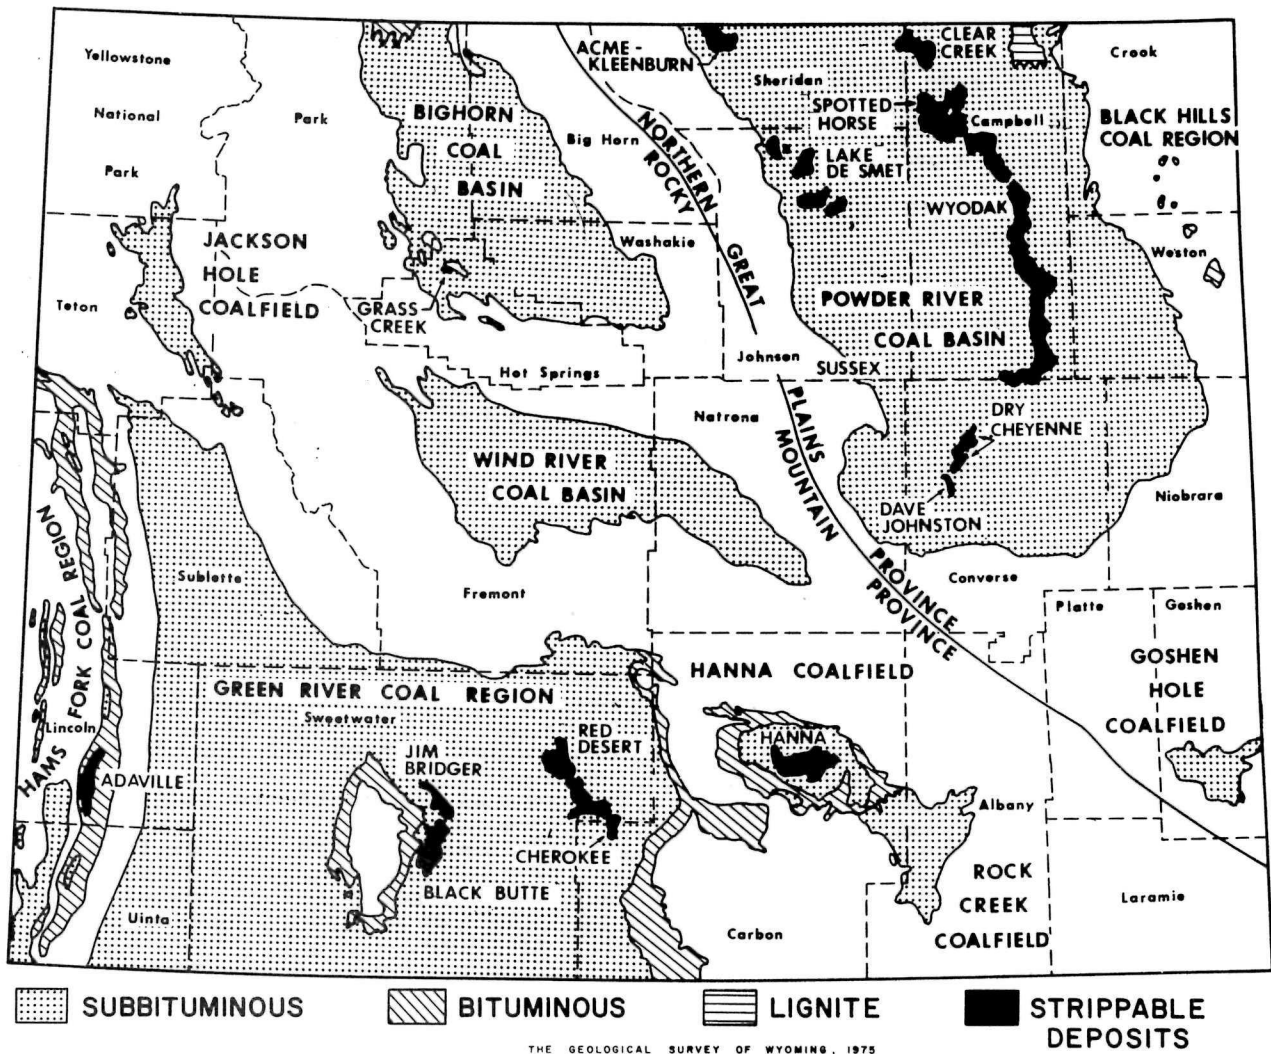 Yellowstone
National
Park
Park
BIGHORN
COAL
BASIN
Big Horn
ACME -
KLEENBURN
Sheridan
CLEAR
CREEK
Crook
SPOTTED
HORSE
Campbell
BLACK HILLS
COAL REGION
LAKE
DE SMET
WYODAK
NORTHERN
ROCKY
GREAT
Washakie
Weston
JACKSON
HOLE
COALFIELD
Teton
GRASS
CREEK
POWDER RIVER
COAL BASIN
Johnson
SUSSEX
Hot Springs
Natrona
PLAINS
MOUNTAIN
DRY
CHEYENNE
WIND RIVER
COAL BASIN
DAVE
JOHNSTON
Niobrara
HAMS FORK COAL REGION
Sublette
Fremont
PROVINCE
PROVINCE
Converse
Platte
Goshen
GOSHEN
HOLE
COALFIELD
HANNA COALFIELD
GREEN RIVER COAL REGION
Sweetwater
Lincoln
ADAVILLE
JIM
BRIDGER
RED
DESERT
HANNA
Albany
CHEROKEE
BLACK BUTTE
ROCK
CREEK
COALFIELD
Laramie
Uinta
Carbon
SUBBITUMINOUS
BITUMINOUS
LIGNITE
STRIPPABLE
DEPOSITS
THE GEOLOGICAL SURVEY OF WYOMING, 1975